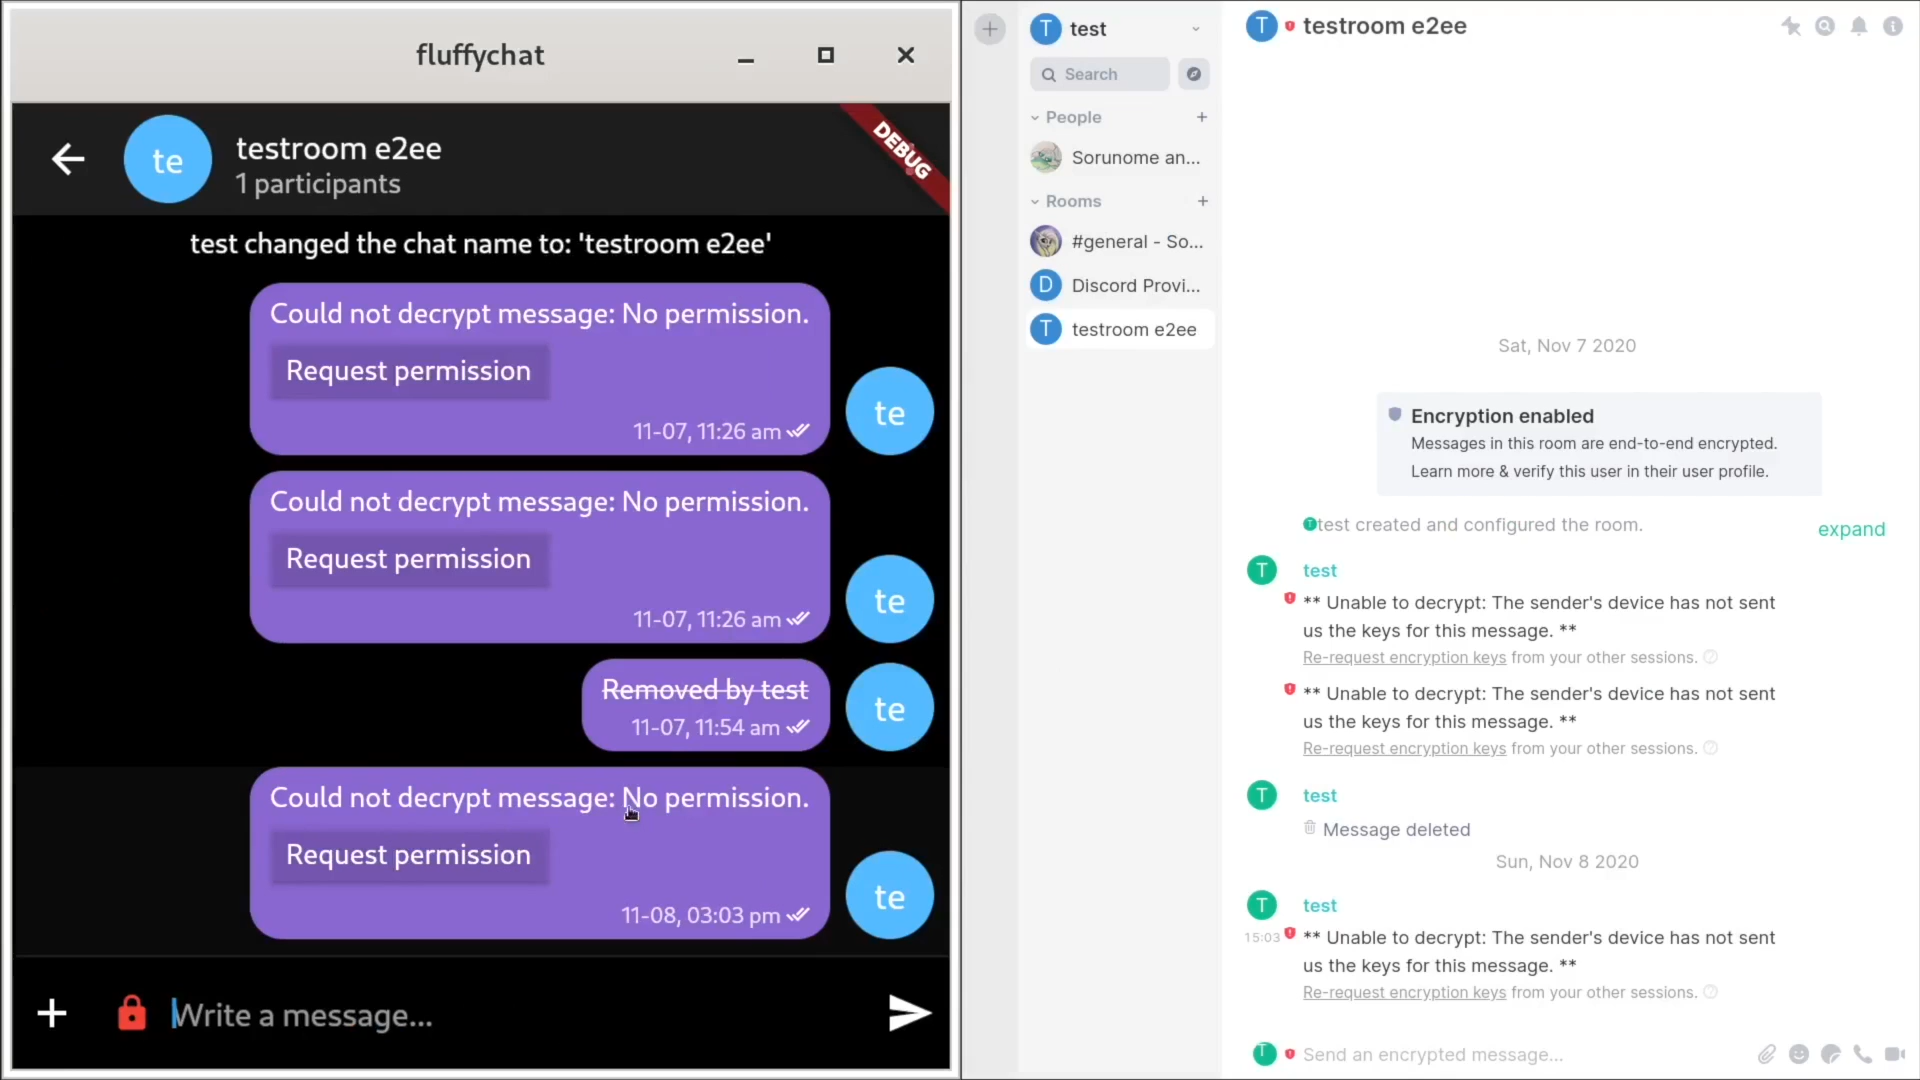 fluffychat
te
testroom e2ee
1 participants
DEBUG
test changed the chat name to: 'testroom e2ee'
Could not decrypt message: No permission.
Request permission
11-07, 11:26 am
te
Could not decrypt message: No permission.
Request permission
11-07, 11:26 am
te
Removed by test
11-07, 11:54 am
te
Could not decrypt message: No permission.
Request permission
11-08, 03:03 pm
te
Write a message...
T test
Search
People
Sorunome an...
Rooms
#general - So...
D Discord Provi...
T testroom e2ee
T testroom e2ee
Sat, Nov 7 2020
Encryption enabled
Messages in this room are end-to-end encrypted.
Learn more & verify this user in their user profile.
T test created and configured the room.
expand
T test
** Unable to decrypt: The sender's device has not sent
us the keys for this message. **
Re-request encryption keys from your other sessions.
** Unable to decrypt: The sender's device has not sent
us the keys for this message. **
Re-request encryption keys from your other sessions.
T test
Message deleted
Sun, Nov 8 2020
T test
15:03 ** Unable to decrypt: The sender's device has not sent
us the keys for this message. **
Re-request encryption keys from your other sessions.
T Send an encrypted message...